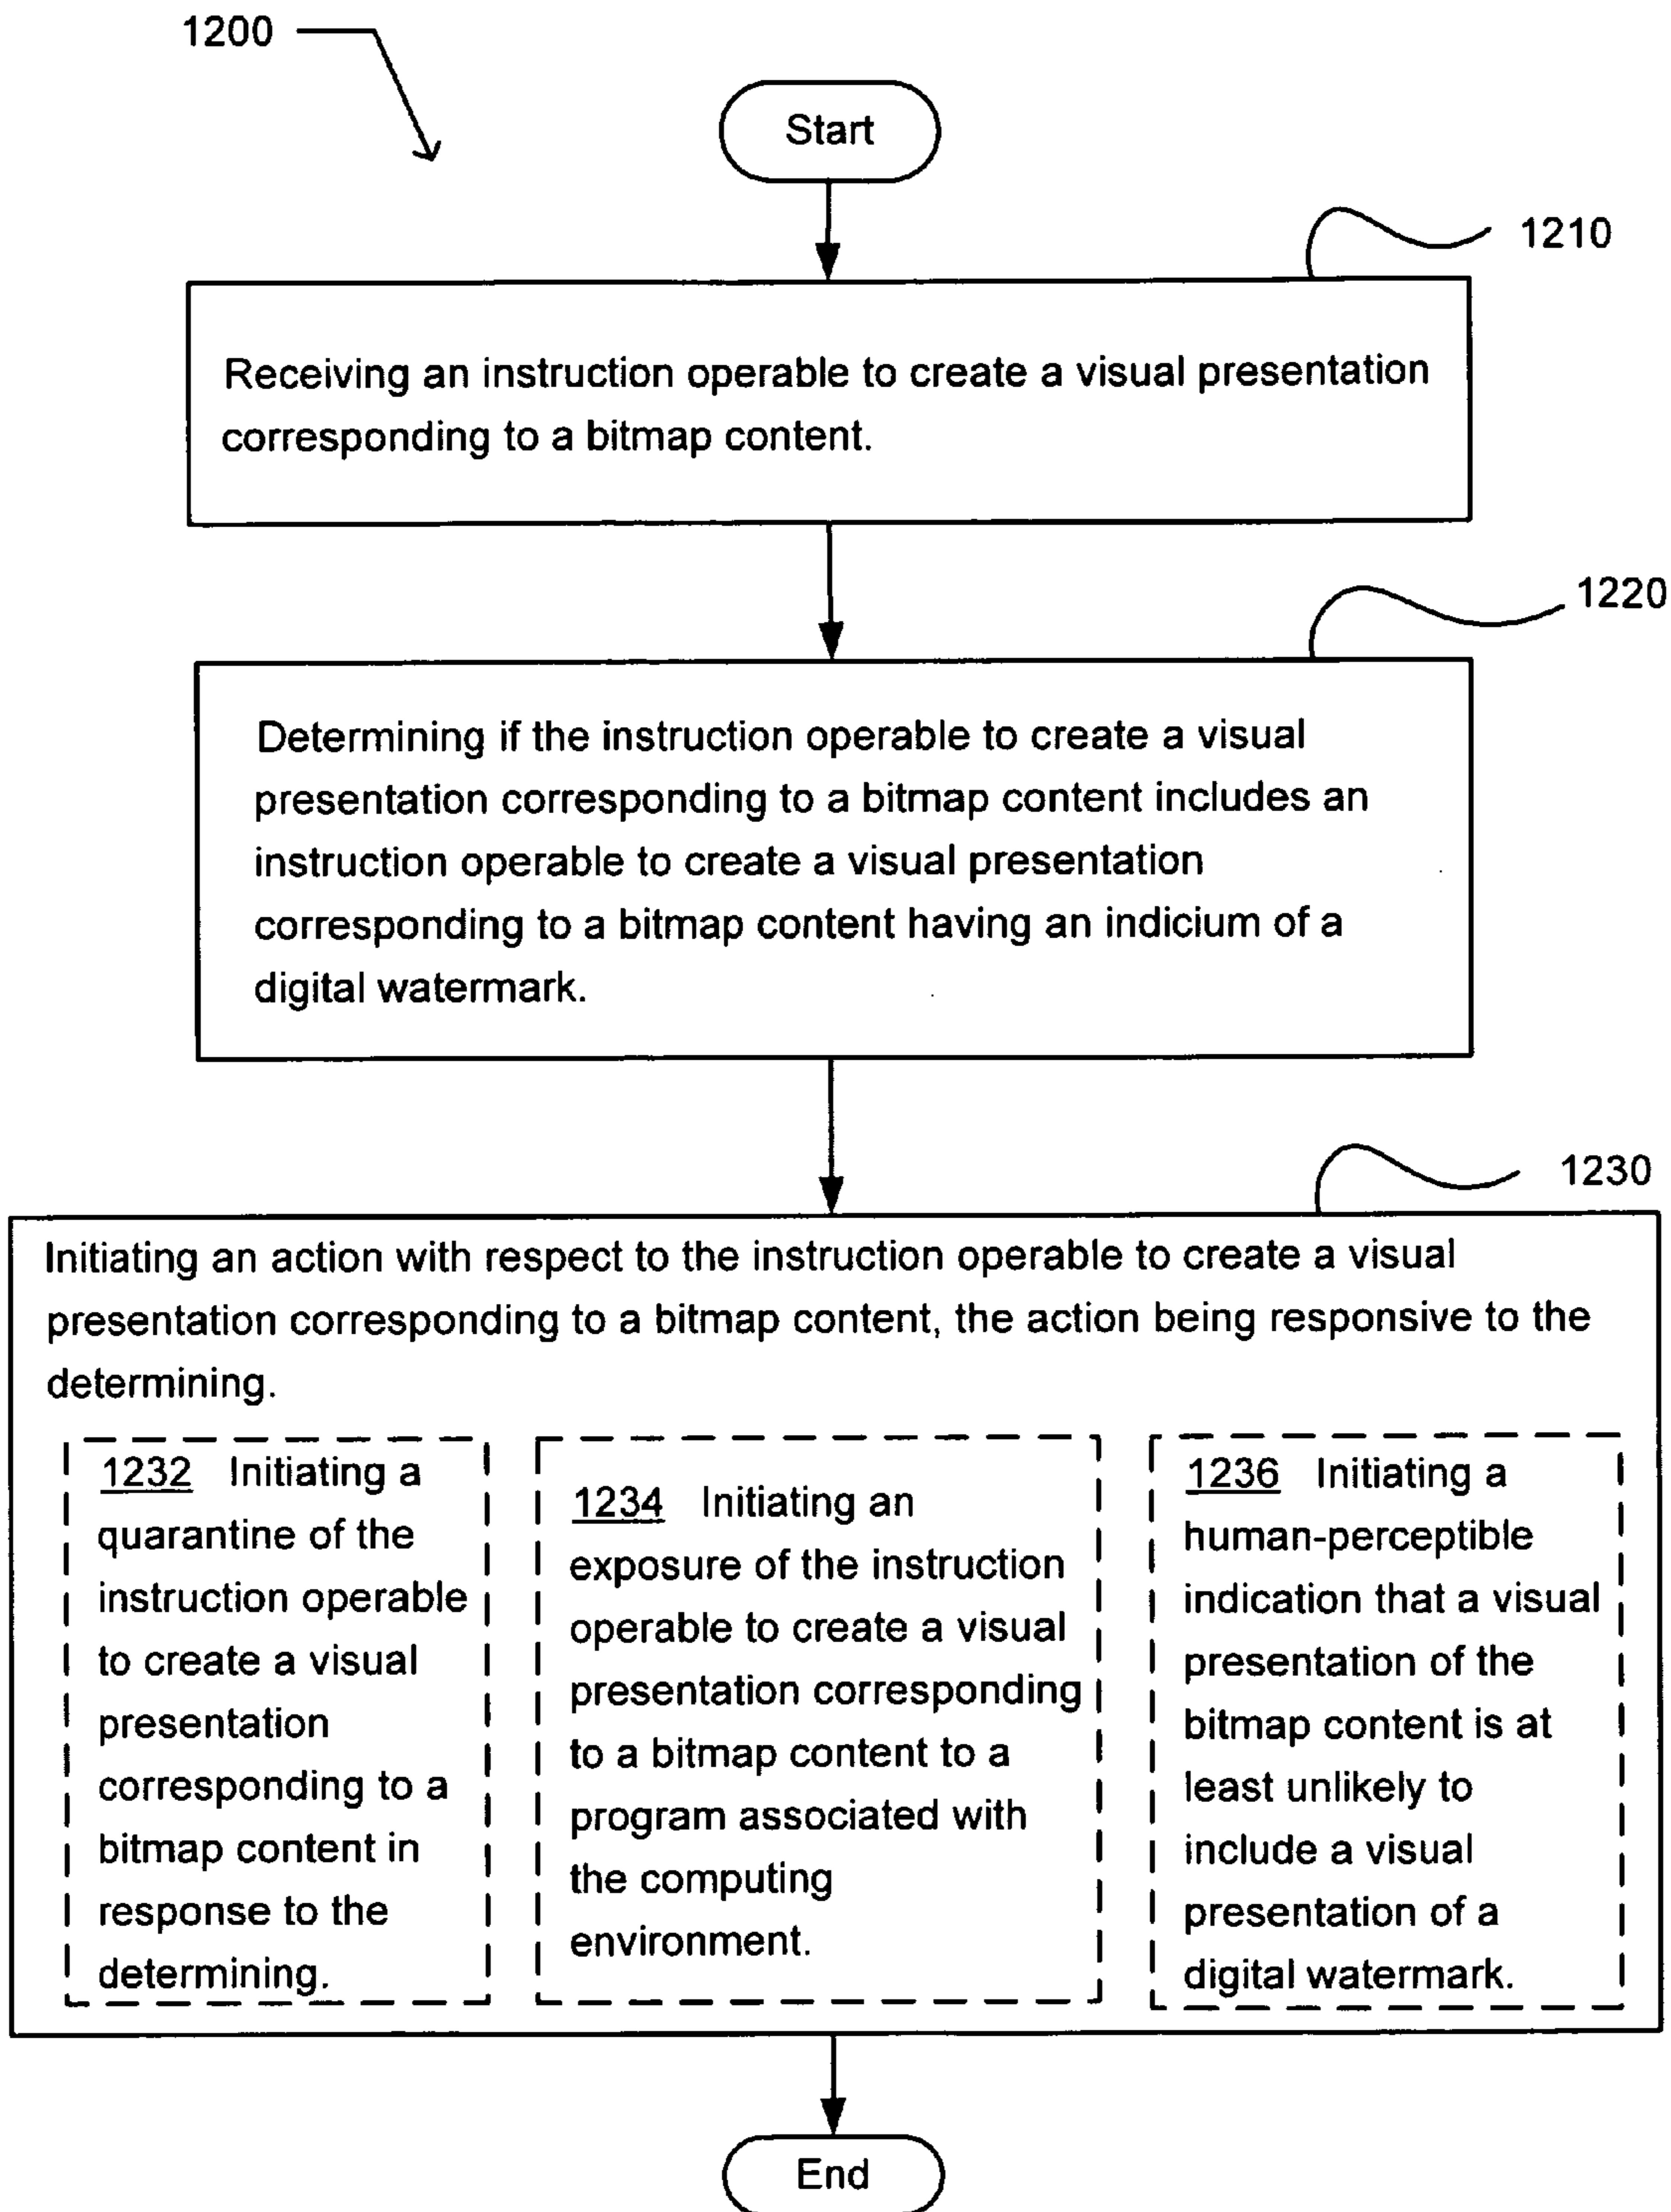 1200
Start
1210
Receiving an instruction operable to create a visual presentation
corresponding to a bitmap content.
1220
Determining if the instruction operable to create a visual
presentation corresponding to a bitmap content includes an
instruction operable to create a visual presentation
corresponding to a bitmap content having an indicium of a
digital watermark.
1230
Initiating an action with respect to the instruction operable to create a visual
presentation corresponding to a bitmap content, the action being responsive to the
determining.
1232 Initiating a
quarantine of the
instruction operable
to create a visual
presentation
corresponding to a
bitmap content in
response to the
determining.
1234 Initiating an
exposure of the instruction
operable to create a visual
presentation corresponding
to a bitmap content to a
program associated with
the computing
environment.
1236 Initiating a
human-perceptible
indication that a visual
presentation of the
bitmap content is at
least unlikely to
include a visual
presentation of a
digital watermark.
End